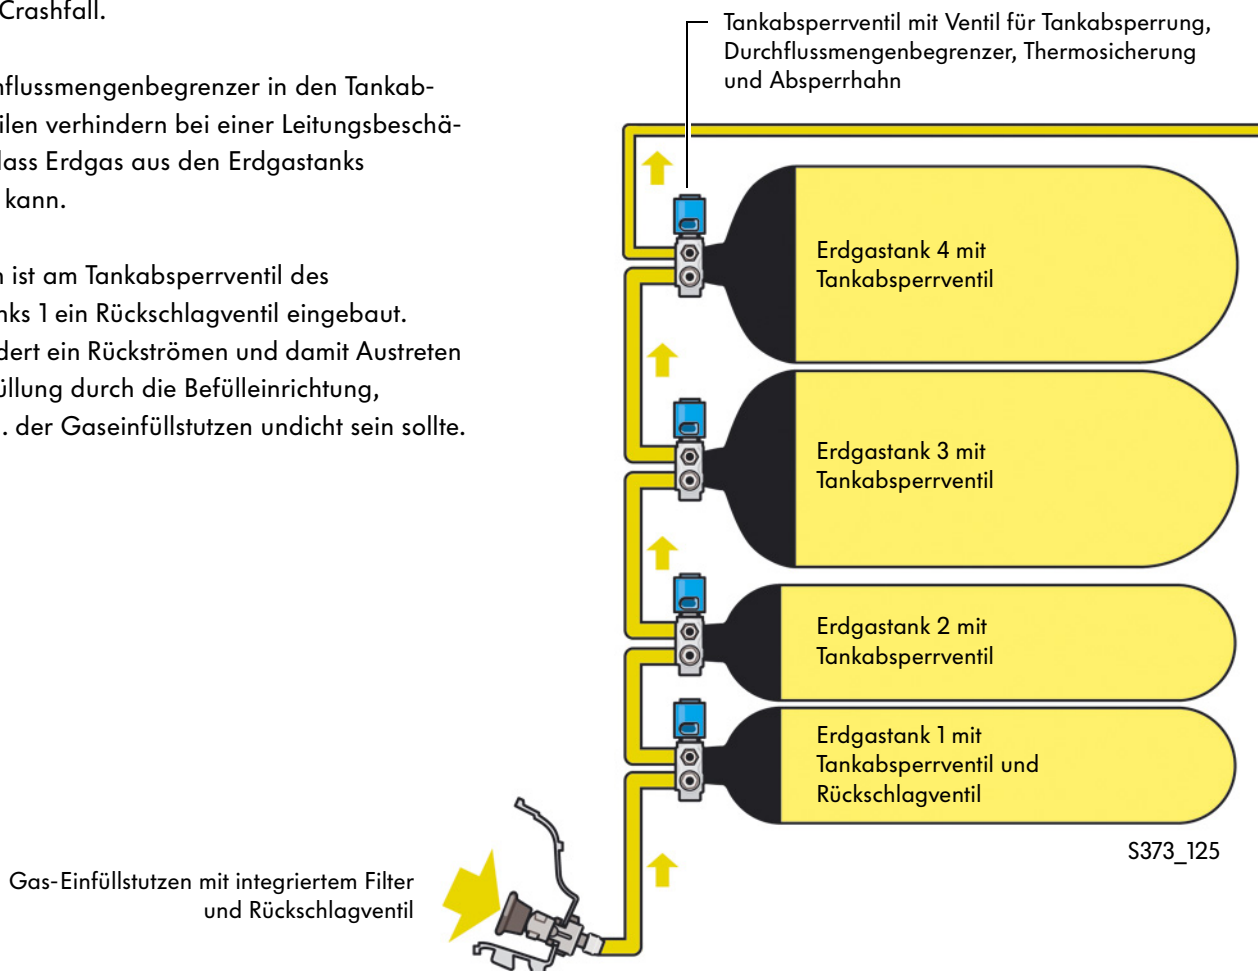 Crashfall.
nflussmengenbegrenzer in den Tankab-
ilen verhindern bei einer Leitungsbeschä-
lass Erdgas aus den Erdgastanks
kann.
n ist am Tankabsperrventil des
nks 1 ein Rückschlagventil eingebaut.
dert ein Rückströmen und damit Austreten
üllung durch die Befülleinrichtung,
. der Gaseinfüllstutzen undicht sein sollte.
Tankabsperrventil mit Ventil für Tankabsperrung,
Durchflussmengenbegrenzer, Thermosicherung
und Absperrhahn
Erdgastank 4 mit
Tankabsperrventil
Erdgastank 3 mit
Tankabsperrventil
Erdgastank 2 mit
Tankabsperrventil
Erdgastank 1 mit
Tankabsperrventil und
Rückschlagventil
S373_125
Gas-Einfüllstutzen mit integriertem Filter
und Rückschlagventil